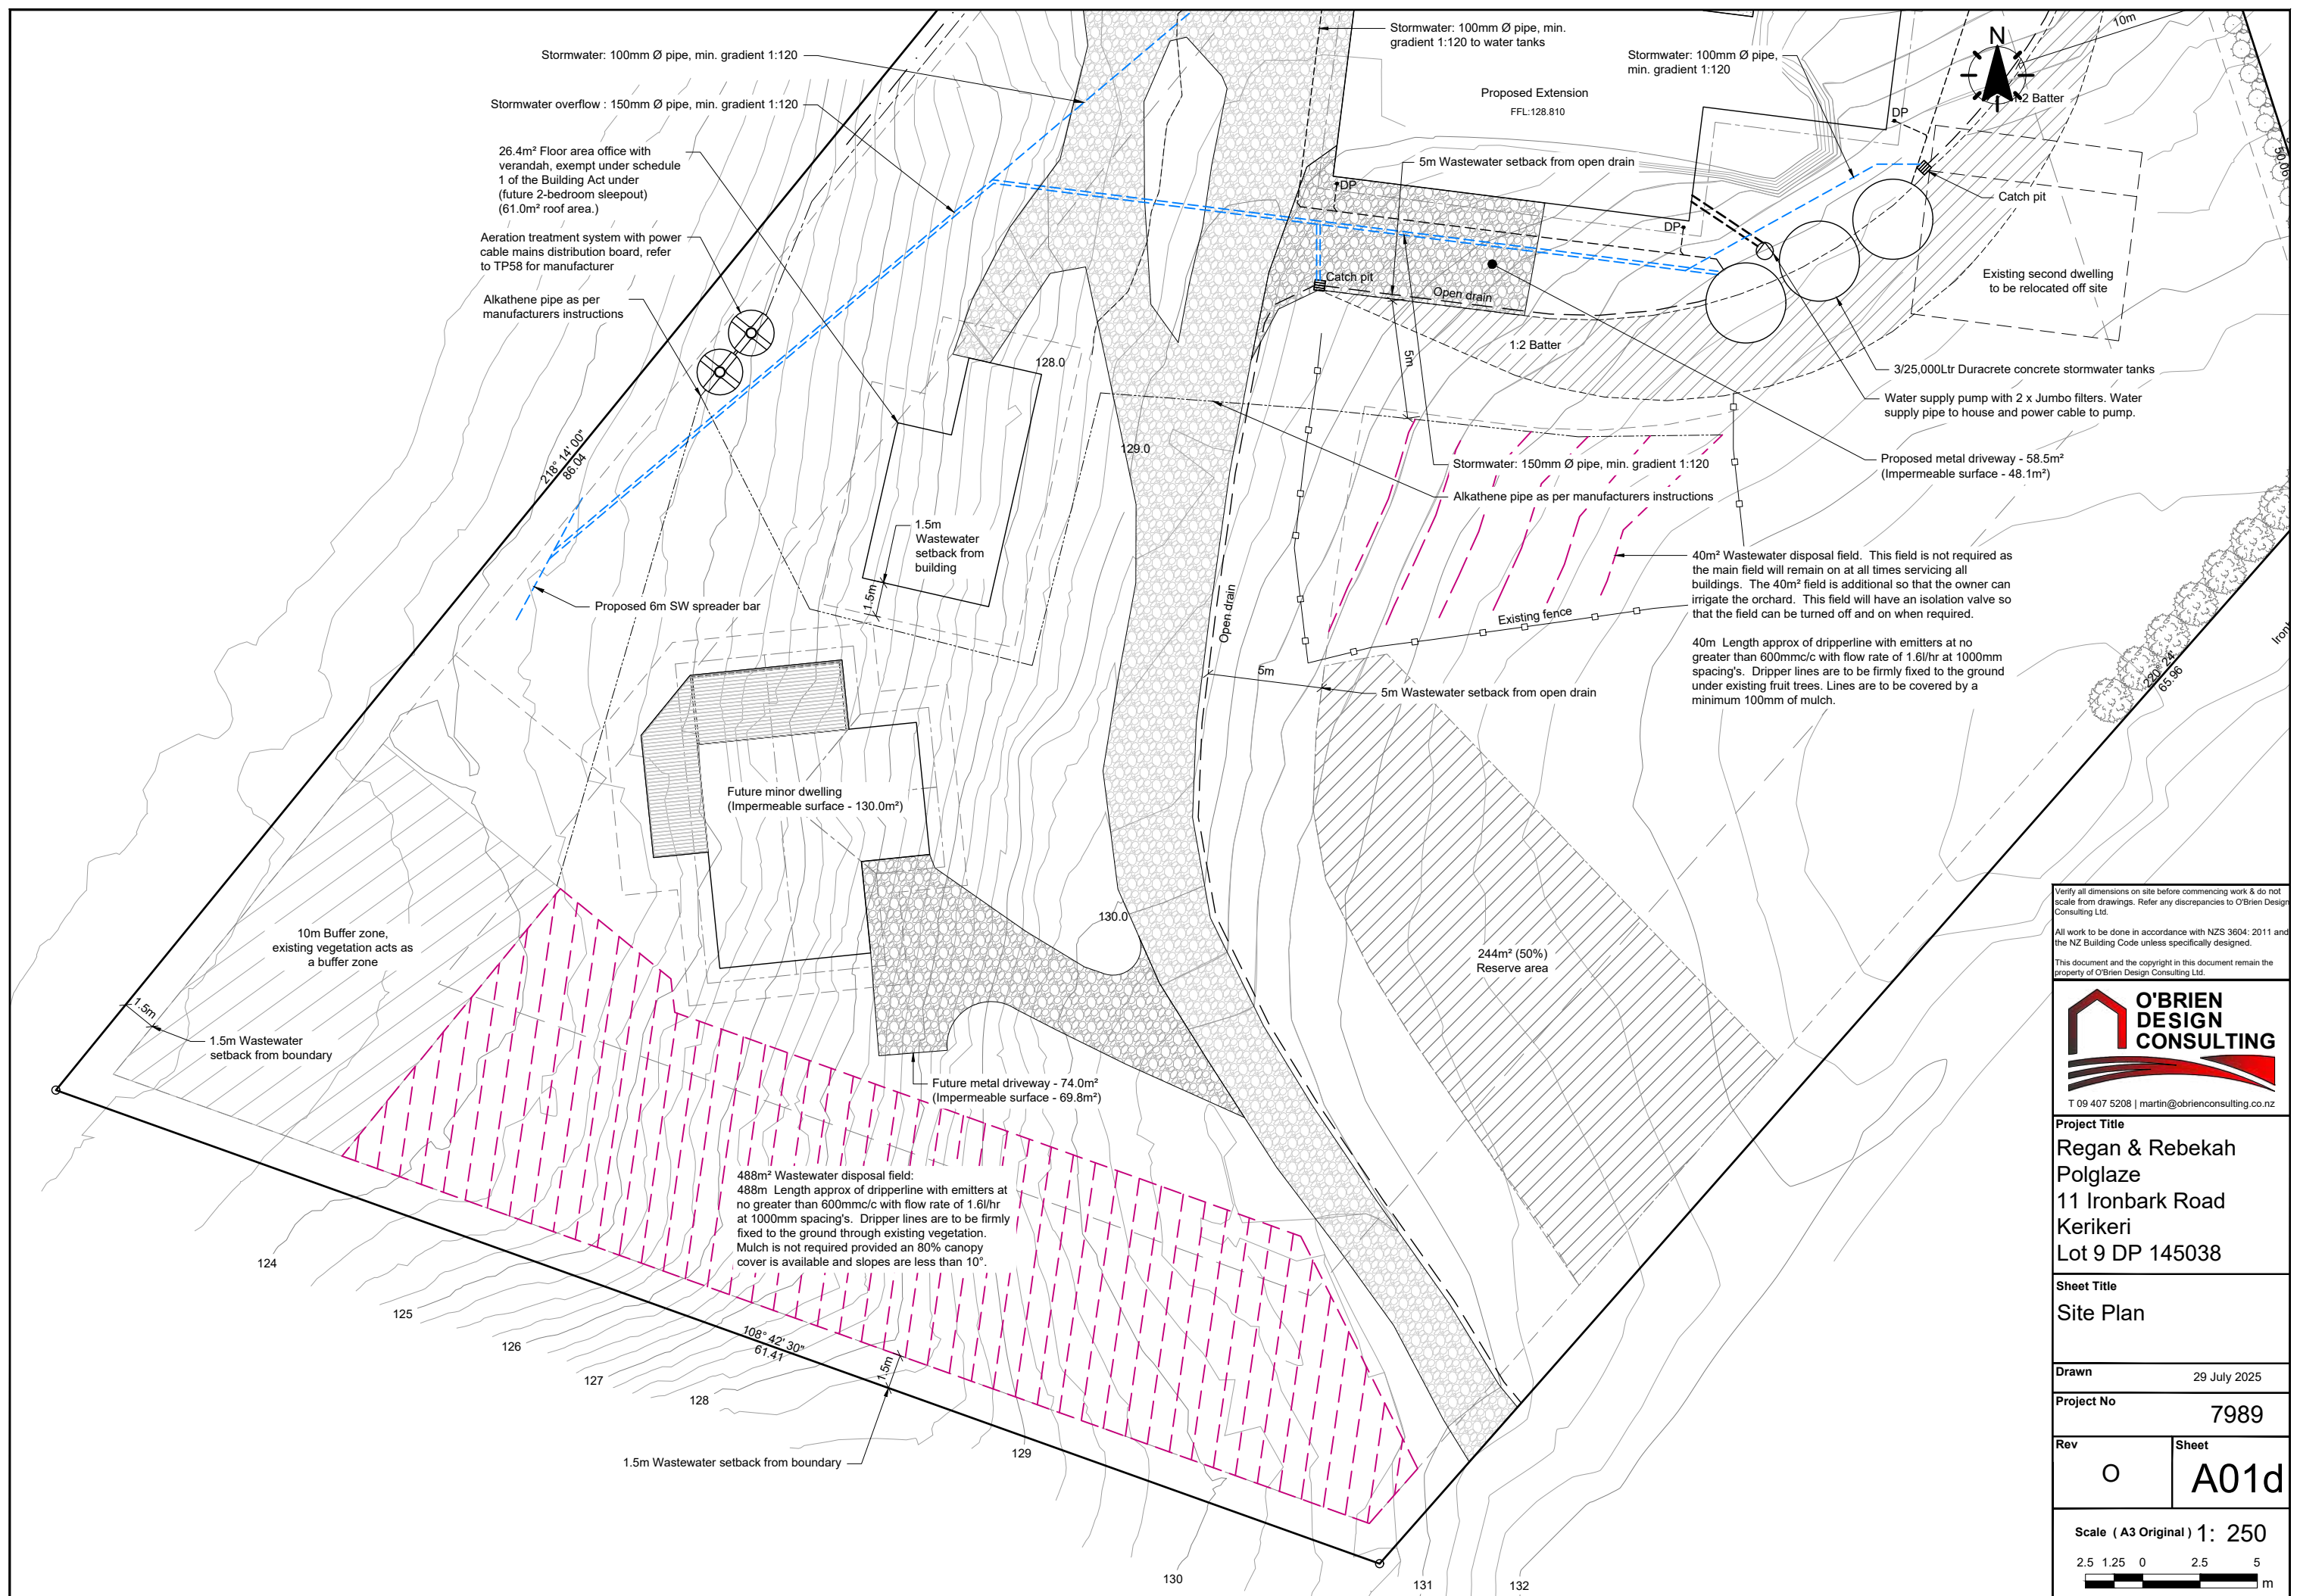 Stormwater: 100mm Ø pipe, min. gradient 1:120
Stormwater overflow : 150mm Ø pipe, min. gradient 1:120
26.4m² Floor area office with
verandah, exempt under schedule
1 of the Building Act under
(future 2-bedroom sleepout)
(61.0m² roof area.)
Aeration treatment system with power
cable mains distribution board, refer
to TP58 for manufacturer
Alkathene pipe as per
manufacturers instructions
Stormwater: 100mm Ø pipe, min.
gradient 1:120 to water tanks
Stormwater: 100mm Ø pipe,
min. gradient 1:120
N
10m
1:2 Batter
Proposed Extension
FFL:128.810
DP
5m Wastewater setback from open drain
DP
DP
Catch pit
50.06
Catch pit
Open drain
Existing second dwelling
to be relocated off site
1:2 Batter
5m
3/25,000Ltr Duracrete concrete stormwater tanks
Water supply pump with 2 x Jumbo filters. Water
supply pipe to house and power cable to pump.
128.0
129.0
218° 14' 00"
86.04
Stormwater: 150mm Ø pipe, min. gradient 1:120
Proposed metal driveway - 58.5m²
(Impermeable surface - 48.1m²)
Alkathene pipe as per manufacturers instructions
1.5m
Wastewater
setback from
building
1.5m
Proposed 6m SW spreader bar
Open drain
Existing fence
40m² Wastewater disposal field.  This field is not required as
the main field will remain on at all times servicing all
buildings.  The 40m² field is additional so that the owner can
irrigate the orchard.  This field will have an isolation valve so
that the field can be turned off and on when required.
40m  Length approx of dripperline with emitters at no
greater than 600mmc/c with flow rate of 1.6l/hr at 1000mm
spacing's.  Dripper lines are to be firmly fixed to the ground
under existing fruit trees. Lines are to be covered by a
minimum 100mm of mulch.
5m
5m Wastewater setback from open drain
220° 24'
65.96
Future minor dwelling
(Impermeable surface - 130.0m²)
130.0
10m Buffer zone,
existing vegetation acts as
a buffer zone
244m² (50%)
Reserve area
1.5m
1.5m Wastewater
setback from boundary
Future metal driveway - 74.0m²
(Impermeable surface - 69.8m²)
488m² Wastewater disposal field:
488m  Length approx of dripperline with emitters at
no greater than 600mmc/c with flow rate of 1.6l/hr
at 1000mm spacing's.  Dripper lines are to be firmly
fixed to the ground through existing vegetation.
Mulch is not required provided an 80% canopy
cover is available and slopes are less than 10°.
108° 42' 30"
61.41
1.5m
1.5m Wastewater setback from boundary
124
125
126
127
128
129
130
131
132
Verify all dimensions on site before commencing work & do not
scale from drawings. Refer any discrepancies to O'Brien Design
Consulting Ltd.
All work to be done in accordance with NZS 3604: 2011 and
the NZ Building Code unless specifically designed.
This document and the copyright in this document remain the
property of O'Brien Design Consulting Ltd.
O'BRIEN
DESIGN
CONSULTING
T 09 407 5208 | martin@obrienconsulting.co.nz
Project Title
Regan & Rebekah
Polglaze
11 Ironbark Road
Kerikeri
Lot 9 DP 145038
Sheet Title
Site Plan
Drawn 29 July 2025
Project No 7989
Rev O
Sheet A01d
Scale ( A3 Original ) 1: 250
2.5 1.25 0 2.5 5
m